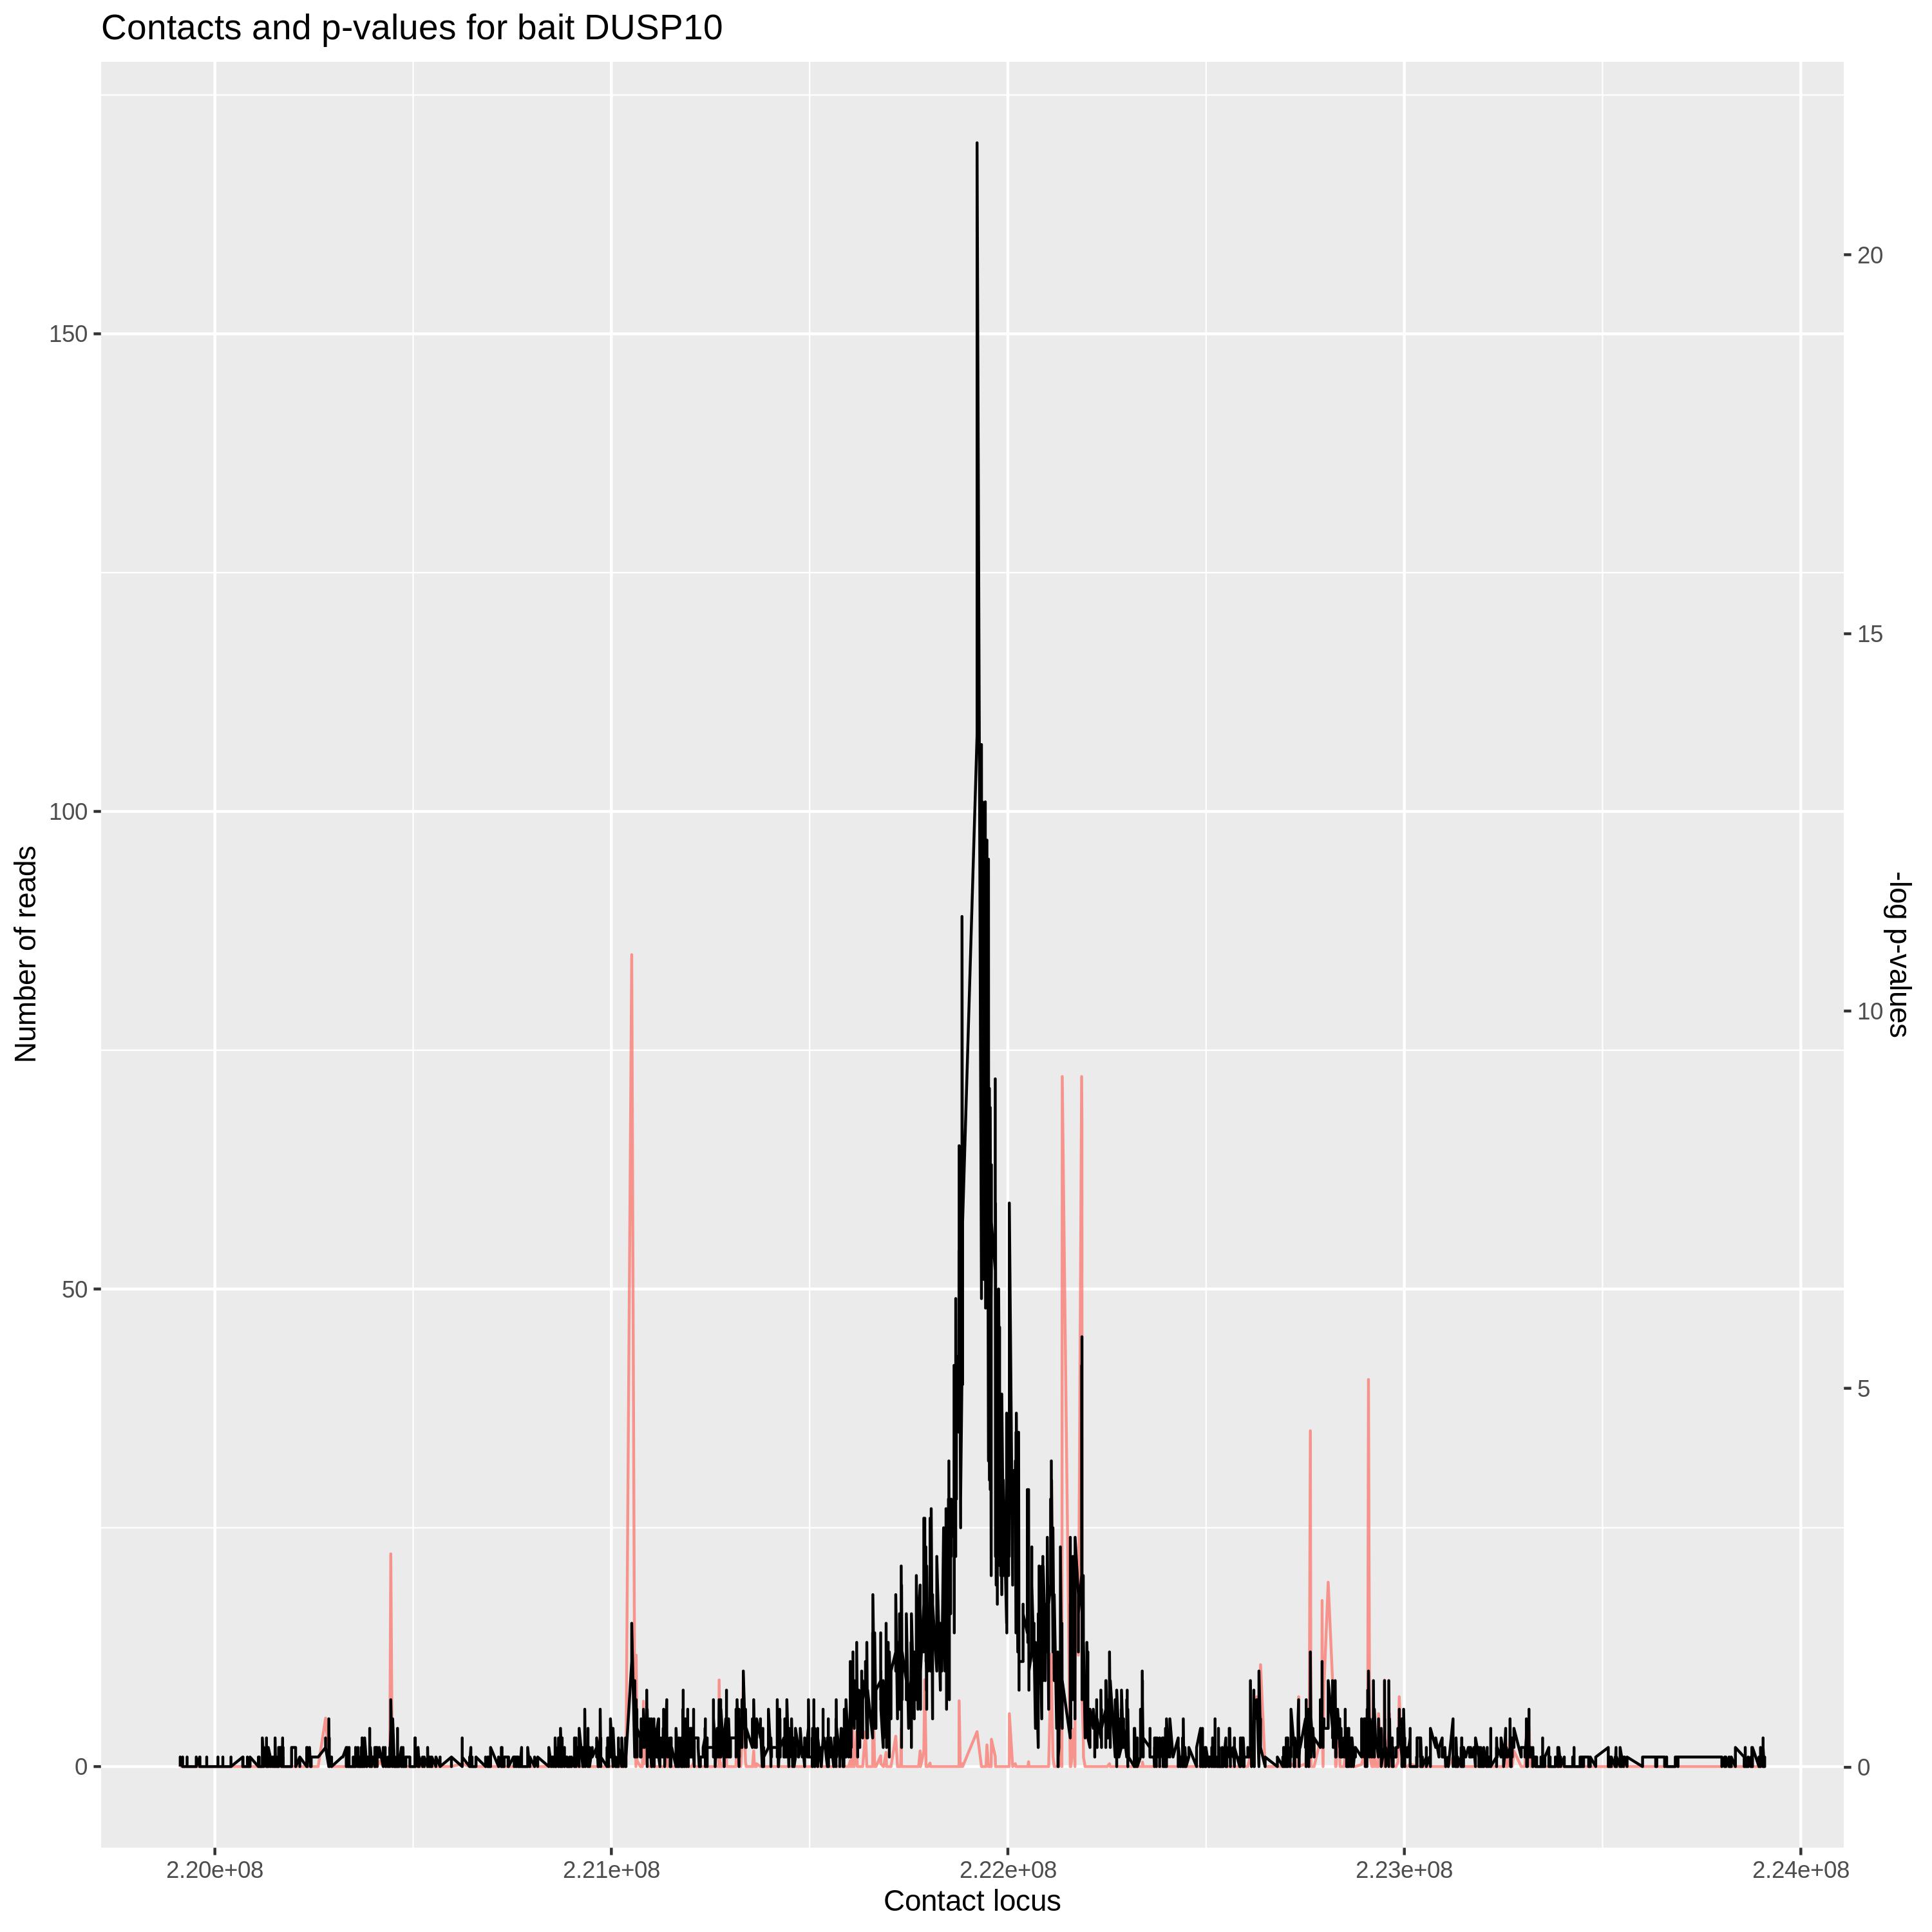 Contacts and p-values for bait DUSP10
Number of reads
150
100
50
0
20
15
10
5
0
-log p-values
2.20e+08 2.21e+08 2.22e+08 2.23e+08 2.24e+08
Contact locus